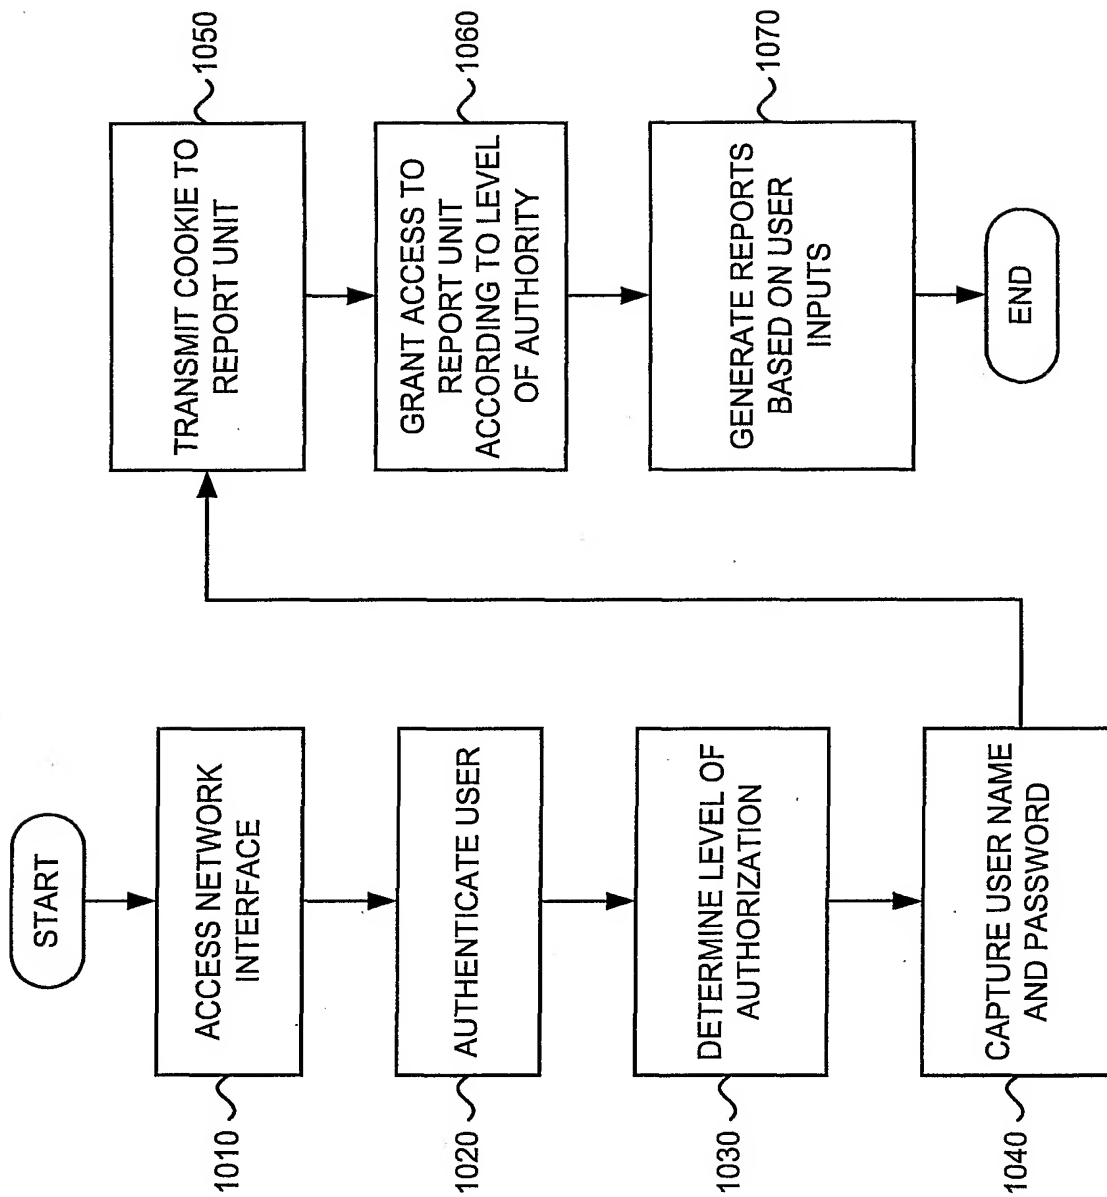 START
ACCESS NETWORK
INTERFACE
1010
AUTHENTICATE USER
1020
DETERMINE LEVEL OF
AUTHORIZATION
1030
CAPTURE USER NAME
AND PASSWORD
1040
TRANSMIT COOKIE TO
REPORT UNIT
1050
GRANT ACCESS TO
REPORT UNIT
ACCORDING TO LEVEL
OF AUTHORITY
1060
GENERATE REPORTS
BASED ON USER
INPUTS
1070
END